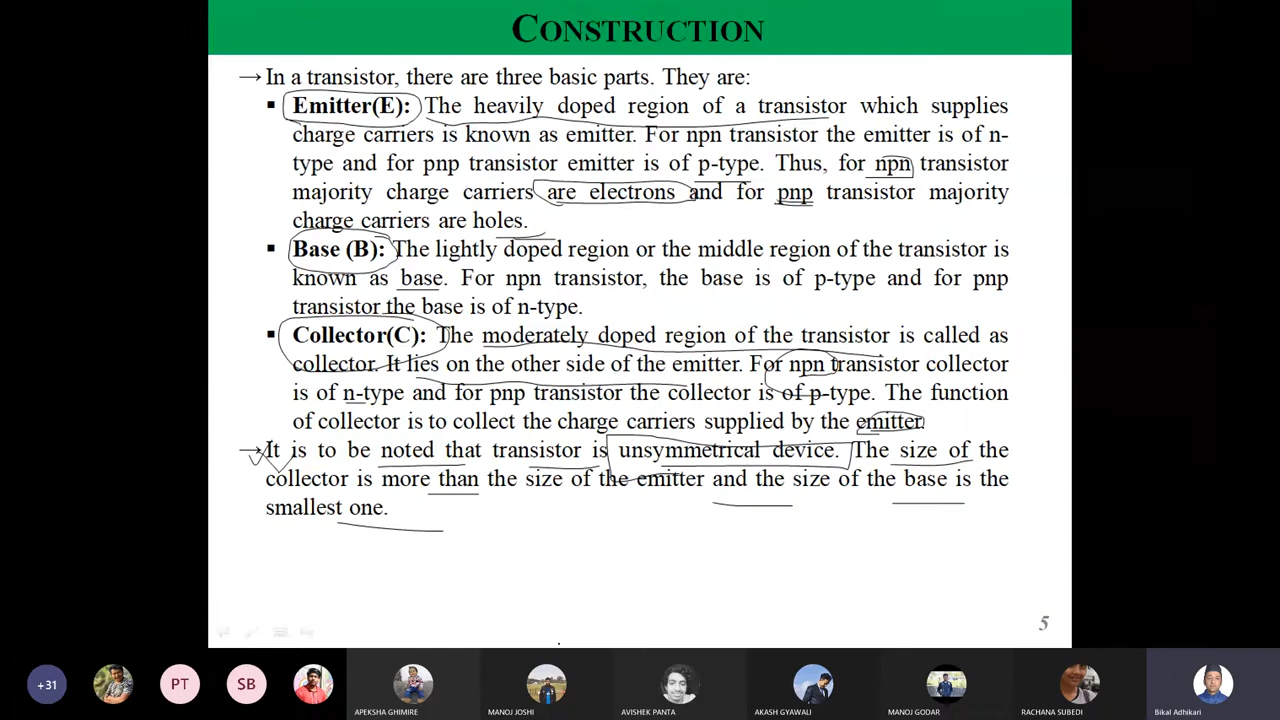 CONSTRUCTION
→ In a transistor, there are three basic parts. They are:
▪ Emitter(E): The heavily doped region of a transistor which supplies
charge carriers is known as emitter. For npn transistor the emitter is of n-
type and for pnp transistor emitter is of p-type. Thus, for npn transistor
majority charge carriers are electrons and for pnp transistor majority
charge carriers are holes.
▪ Base (B): The lightly doped region or the middle region of the transistor is
known as base. For npn transistor, the base is of p-type and for pnp
transistor the base is of n-type.
▪ Collector(C): The moderately doped region of the transistor is called as
collector. It lies on the other side of the emitter. For npn transistor collector
is of n-type and for pnp transistor the collector is of p-type. The function
of collector is to collect the charge carriers supplied by the emitter.
→ It is to be noted that transistor is unsymmetrical device. The size of the
collector is more than the size of the emitter and the size of the base is the
smallest one.
5
+31 PT SB
APEKSHA GHIMIRE MANOJ JOSHI AVISHEK PANTA AKASH GYAWALI MANOJ GODAR RACHANA SUBEDI Bikal Adhikari